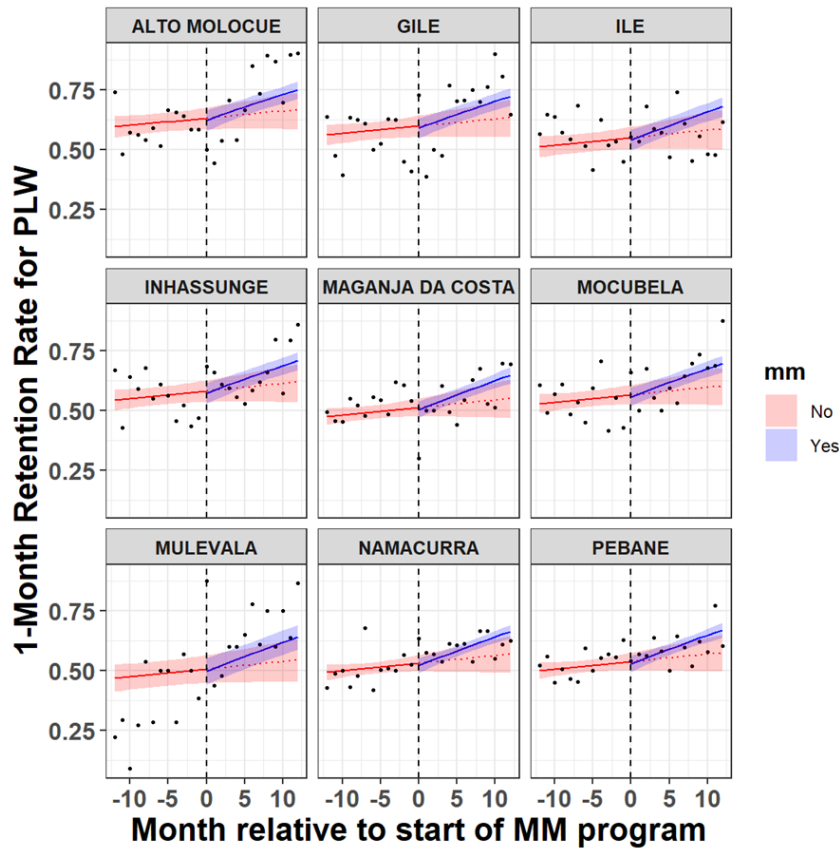 ALTO MOLOCUE GILE ILE
0.75
0.50
0.25
INHASSUNGE MAGANJA DA COSTA MOCUBELA
0.75
0.50
0.25
MULEVALA NAMACURRA PEBANE
0.75
0.50
0.25
-10 -5 0 5 10 -10 -5 0 5 10 -10 -5 0 5 10
Month relative to start of MM program
1-Month Retention Rate for PLW
mm
No
Yes